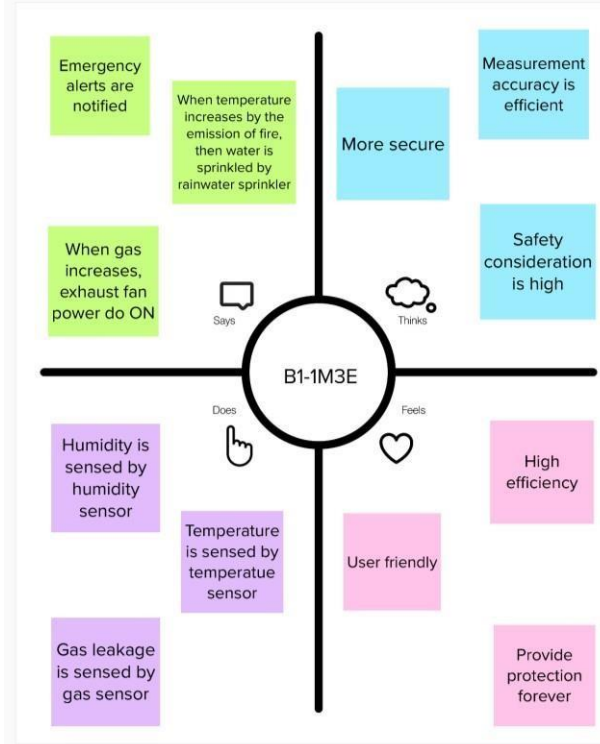 Emergency
alerts are
notified
When temperature
increases by the
emission of fire,
then water is
sprinkled by
rainwater sprinkler
When gas
increases,
exhaust fan
power do ON
Says
More secure
Measurement
accuracy is
efficient
Safety
consideration
is high
Thinks
B1-1M3E
Does
Humidity is
sensed by
humidity
sensor
Temperature
is sensed by
temperatue
sensor
Gas leakage
is sensed by
gas sensor
Feels
High
efficiency
User friendly
Provide
protection
forever